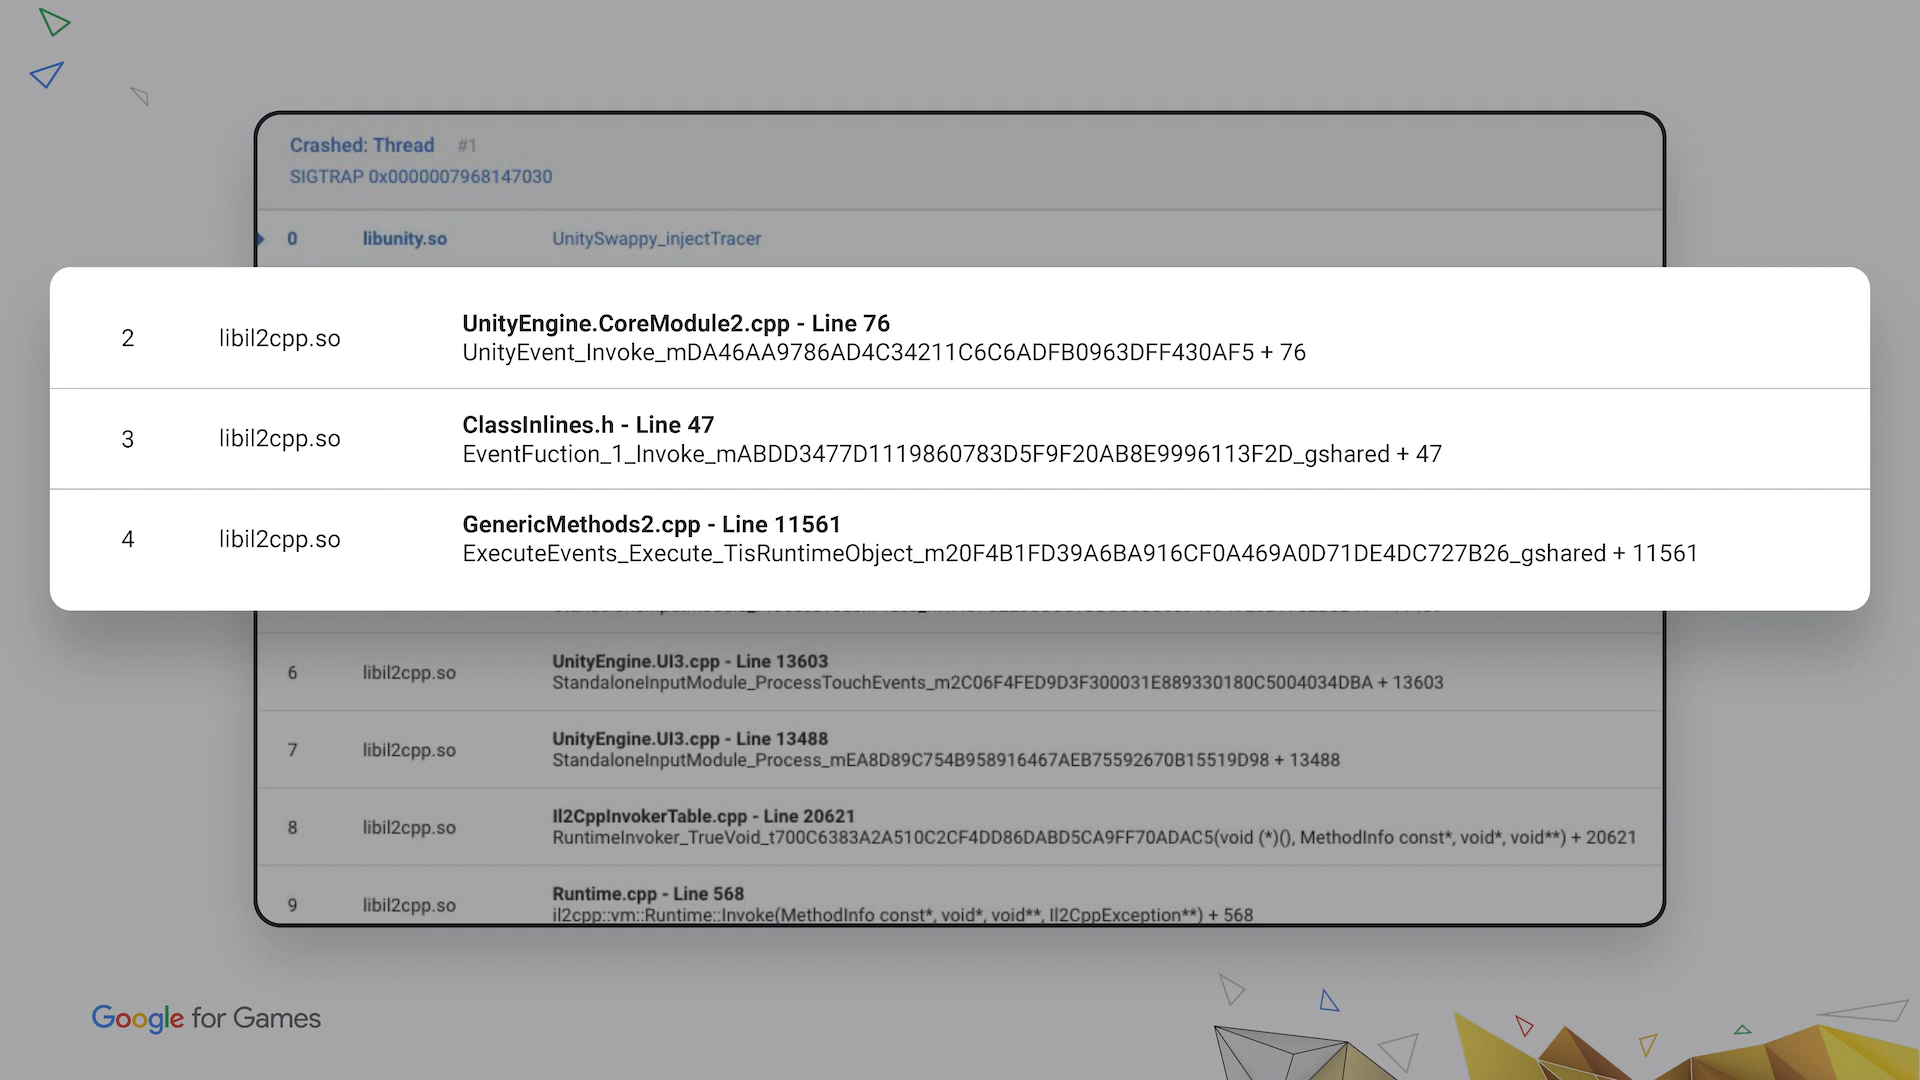 Crashed: Thread #1
SIGTRAP 0x0000007968147030
0 libunity.so UnitySwappy_injectTracer
2 libil2cpp.so UnityEngine.CoreModule2.cpp - Line 76
UnityEvent_Invoke_mDA46AA9786AD4C34211C6C6ADFB0963DFF430AF5 + 76
3 libil2cpp.so ClassInlines.h - Line 47
EventFuction_1_Invoke_mABDD3477D1119860783D5F9F20AB8E9996113F2D_gshared + 47
4 libil2cpp.so GenericMethods2.cpp - Line 11561
ExecuteEvents_Execute_TisRuntimeObject_m20F4B1FD39A6BA916CF0A469A0D71DE4DC727B26_gshared + 11561
6 libil2cpp.so UnityEngine.UI3.cpp - Line 13603
StandaloneInputModule_ProcessTouchEvents_m2C06F4FED9D3F300031E889330180C5004034DBA + 13603
7 libil2cpp.so UnityEngine.UI3.cpp - Line 13488
StandaloneInputModule_Process_mEA8D89C754B958916467AEB75592670B15519D98 + 13488
8 libil2cpp.so Il2CppInvokerTable.cpp - Line 20621
RuntimeInvoker_TrueVoid_t700C6383A2A510C2CF4DD86DABD5CA9FF70ADAC5(void (*)(), MethodInfo const*, void*, void**) + 20621
9 libil2cpp.so Runtime.cpp - Line 568
il2cpp::vm::Runtime::Invoke(MethodInfo const*, void*, void**, Il2CppException**) + 568
Google for Games